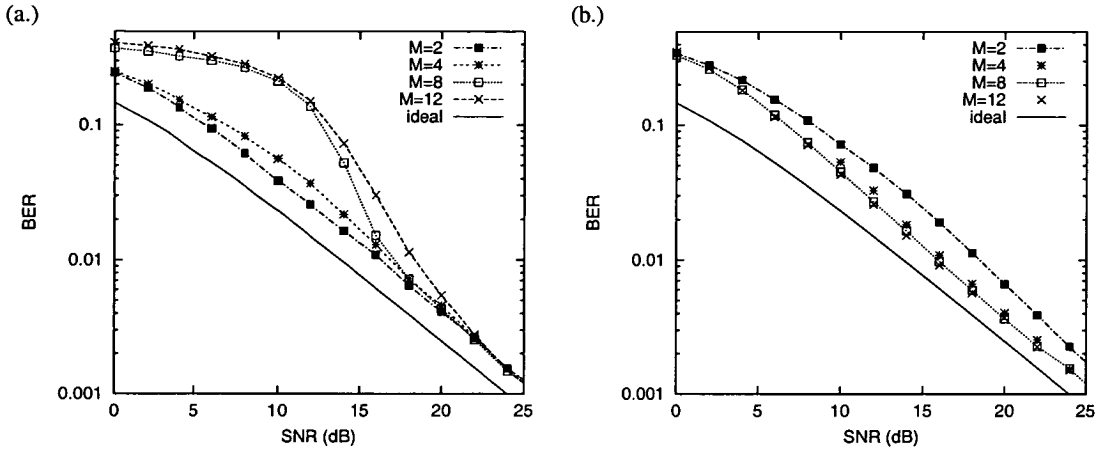 (a.)
M=2
M=4
M=8
M=12
ideal
0.1
0.01
0.001
BER
0 5 10 15 20 25
SNR (dB)
(b.)
M=2
M=4
M=8
M=12
ideal
0.1
0.01
0.001
BER
0 5 10 15 20 25
SNR (dB)